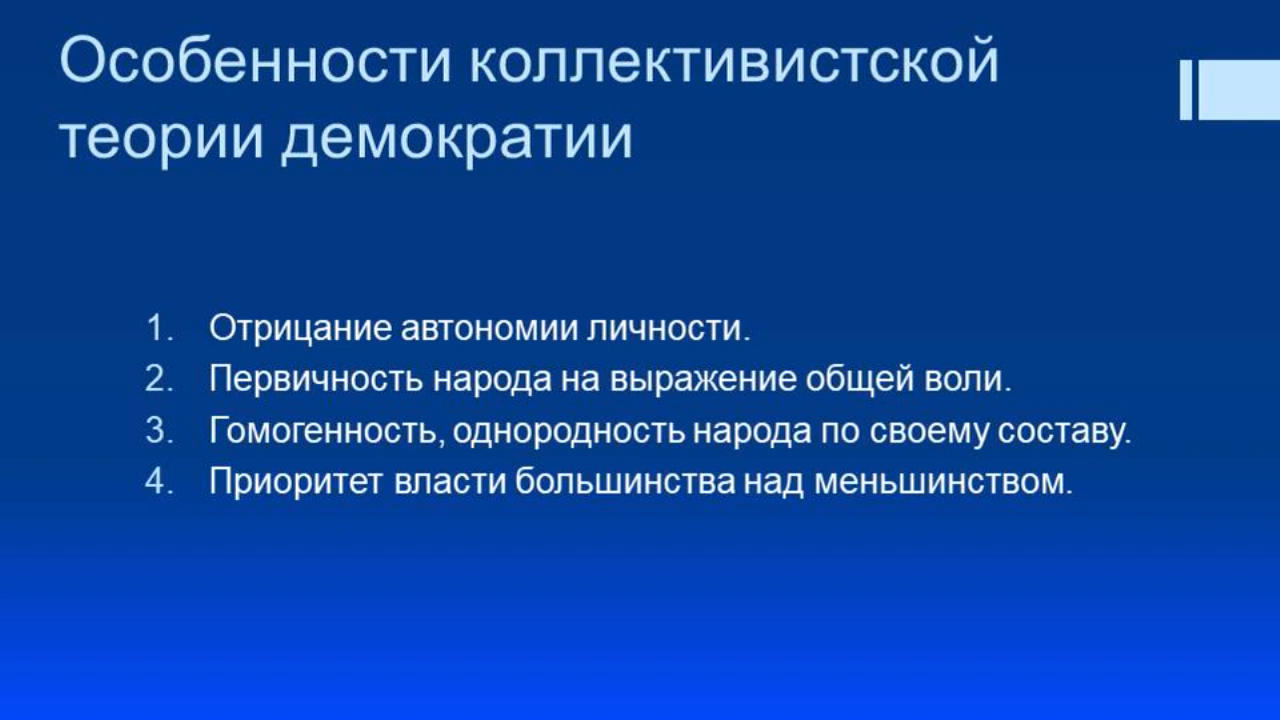 Особенности коллективистской
теории демократии
1. Отрицание автономии личности.
2. Первичность народа на выражение общей воли.
3. Гомогенность, однородность народа по своему составу.
4. Приоритет власти большинства над меньшинством.